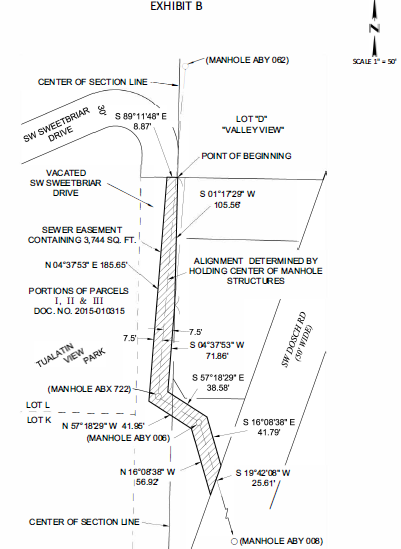 EXHIBIT B
N
SCALE 1" = 50'
(MANHOLE ABY 062)
CENTER OF SECTION LINE
30'
SW SWEETBRIAR
DRIVE
S 89°11'48" E
8.87'
LOT "D"
"VALLEY VIEW"
POINT OF BEGINNING
VACATED
SW SWEETBRIAR
DRIVE
S 01°17'29" W
105.56'
SEWER EASEMENT
CONTAINING 3,744 SQ. FT.
N 04°37'53" E 185.65'
ALIGNMENT DETERMINED BY
HOLDING CENTER OF MANHOLE
STRUCTURES
PORTIONS OF PARCELS
I, II & III
DOC. NO. 2015-010315
7.5'
7.5'
S 04°37'53" W
71.86'
SW DOSCH RD
(50' WIDE)
TUALATIN
VIEW
PARK
S 57°18'29" E
38.58'
(MANHOLE ABX 722)
LOT L
LOT K
N 57°18'29" W 41.95'
(MANHOLE ABY 006)
S 16°08'38" E
41.79'
N 16°08'38" W
56.92'
S 19°42'08" W
25.61'
CENTER OF SECTION LINE
(MANHOLE ABY 008)